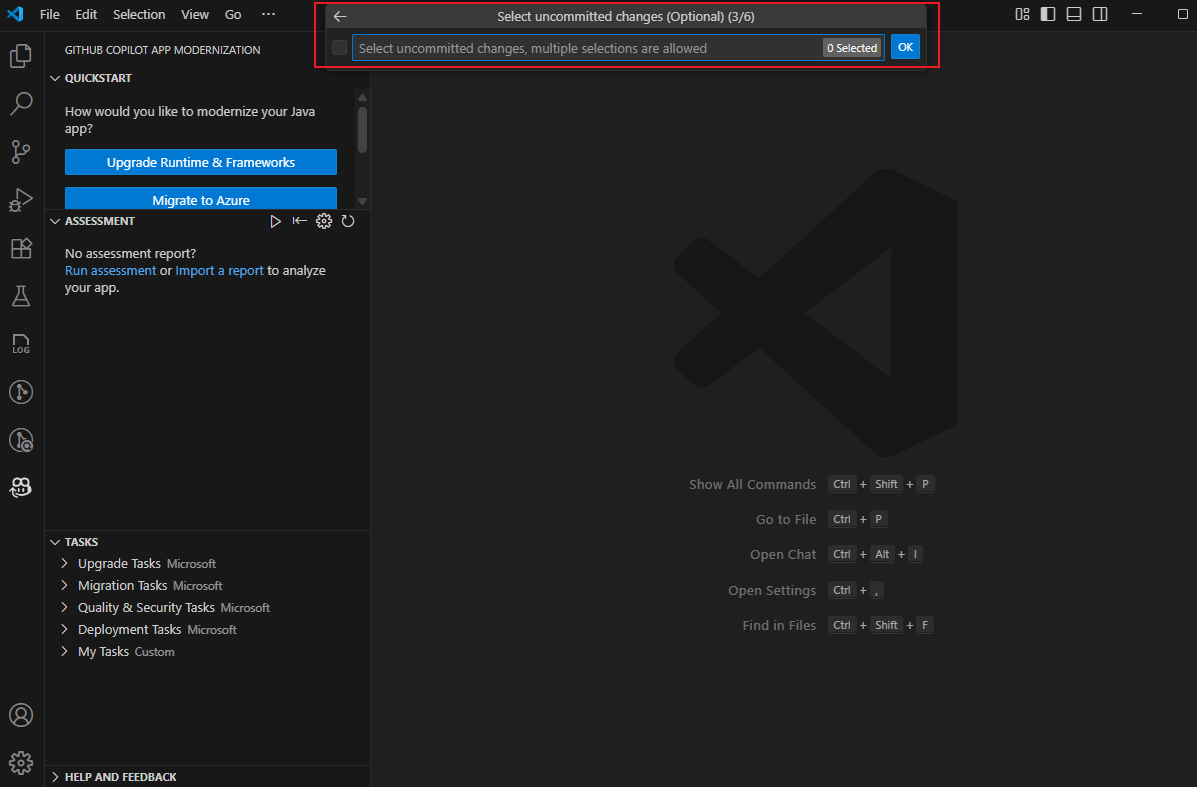 File Edit Selection View Go ···
Select uncommitted changes (Optional) (3/6)
Select uncommitted changes, multiple selections are allowed 0 Selected OK
GITHUB COPILOT APP MODERNIZATION
QUICKSTART
How would you like to modernize your Java
app?
Upgrade Runtime & Frameworks
Migrate to Azure
ASSESSMENT
No assessment report?
Run assessment or Import a report to analyze
your app.
LOG
Show All Commands Ctrl + Shift + P
Go to File Ctrl + P
Open Chat Ctrl + Alt + I
Open Settings Ctrl + ,
Find in Files Ctrl + Shift + F
TASKS
Upgrade Tasks Microsoft
Migration Tasks Microsoft
Quality & Security Tasks Microsoft
Deployment Tasks Microsoft
My Tasks Custom
HELP AND FEEDBACK